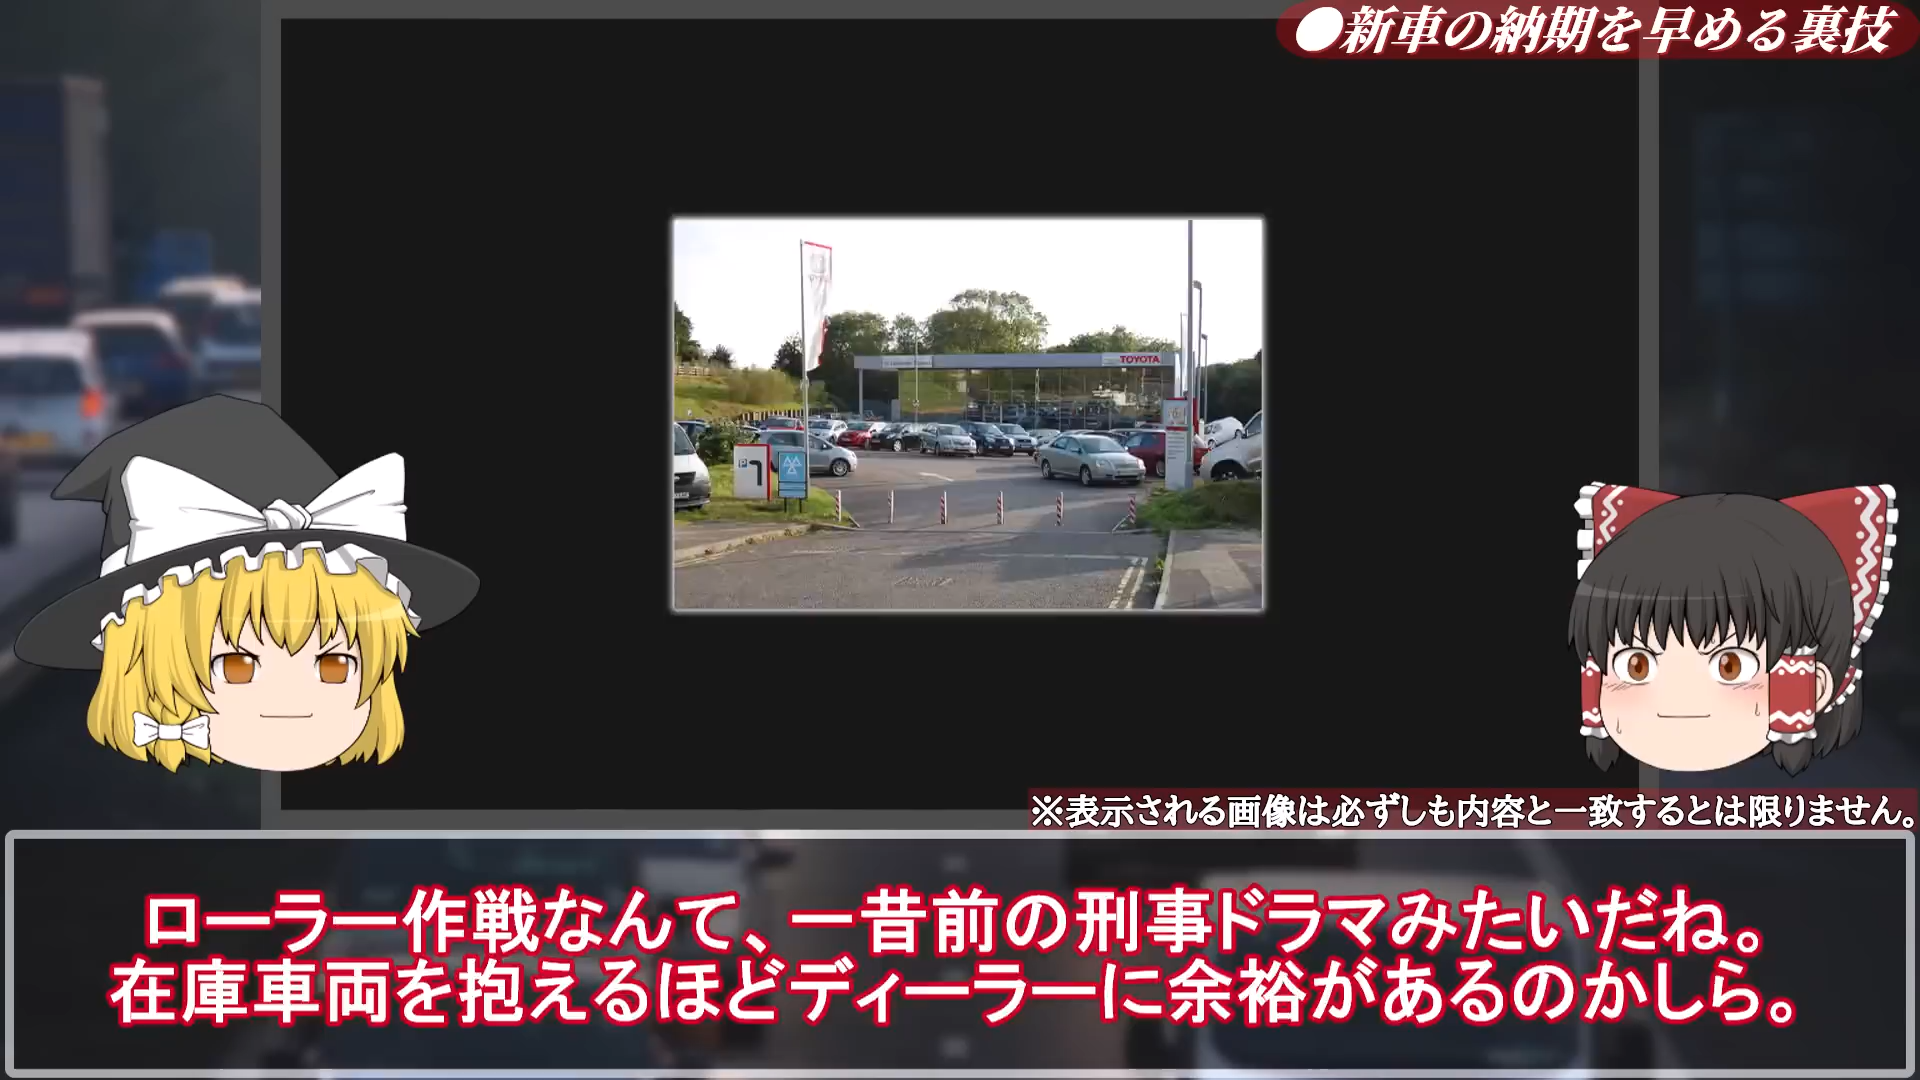 ●新車の納期を早める裏技
TOYOTA
P
※表示される画像は必ずしも内容と一致するとは限りません。
ローラー作戦なんて、一昔前の刑事ドラマみたいだね。
在庫車両を抱えるほどディーラーに余裕があるのかしら。